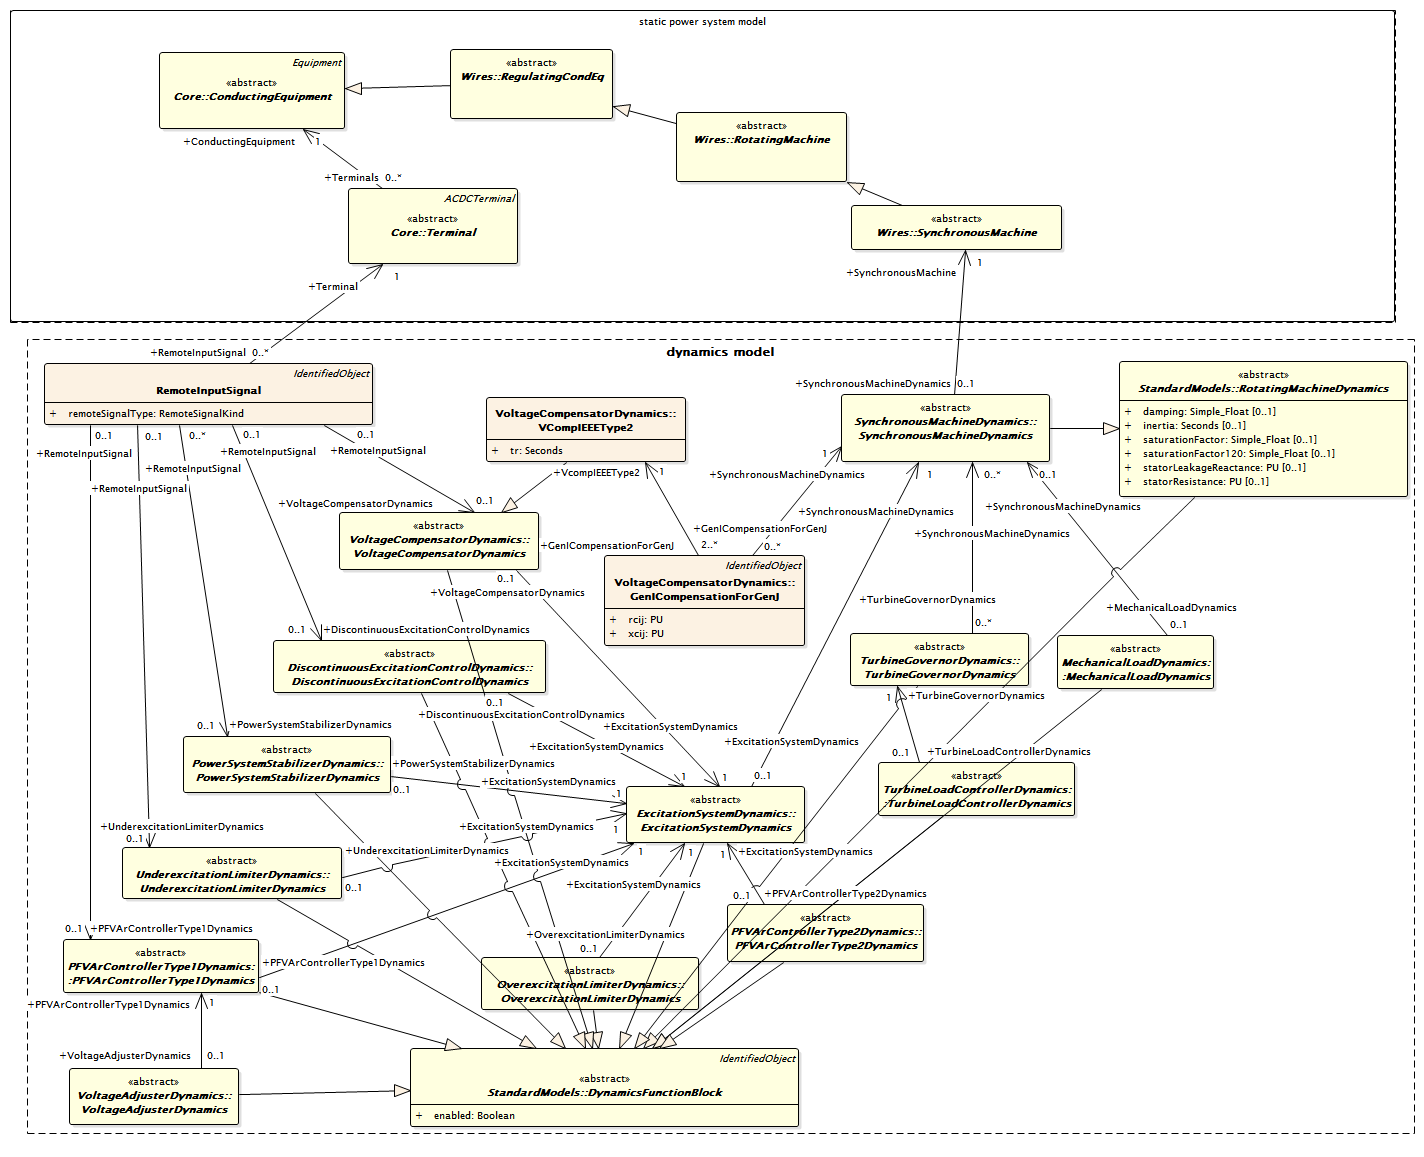 static power system model
Equipment
«abstract»
Core::ConductingEquipment
«abstract»
Wires::RegulatingCondEq
«abstract»
Wires::RotatingMachine
+ConductingEquipment
1
+Terminals 0..*
ACDCTerminal
«abstract»
Core::Terminal
«abstract»
Wires::SynchronousMachine
+SynchronousMachine
1
1
+Terminal
dynamics model
+RemoteInputSignal 0..*
IdentifiedObject
RemoteInputSignal
+ remoteSignalType: RemoteSignalKind
+SynchronousMachineDynamics 0..1
«abstract»
StandardModels::RotatingMachineDynamics
+ damping: Simple_Float [0..1]
+ inertia: Seconds [0..1]
+ saturationFactor: Simple_Float [0..1]
+ saturationFactor120: Simple_Float [0..1]
+ statorLeakageReactance: PU [0..1]
+ statorResistance: PU [0..1]
VoltageCompensatorDynamics::
VCompIEEEType2
+ tr: Seconds
«abstract»
SynchronousMachineDynamics::
SynchronousMachineDynamics
0..1
0..1
0..*
0..1
0..1
+RemoteInputSignal
+RemoteInputSignal
+RemoteInputSignal
+RemoteInputSignal
+RemoteInputSignal
+VcompIEEEType2
1
1
+SynchronousMachineDynamics
1
0..*
0..1
+VoltageCompensatorDynamics
0..1
+SynchronousMachineDynamics
+SynchronousMachineDynamics
+SynchronousMachineDynamics
«abstract»
VoltageCompensatorDynamics::
VoltageCompensatorDynamics
+GenICompensationForGenJ
2..*
+GenICompensationForGenJ
0..*
IdentifiedObject
VoltageCompensatorDynamics::
GenICompensationForGenJ
+ rcij: PU
+ xcij: PU
0..1
+VoltageCompensatorDynamics
+TurbineGovernorDynamics
0..*
+MechanicalLoadDynamics
0..1
0..1
+DiscontinuousExcitationControlDynamics
«abstract»
DiscontinuousExcitationControlDynamics::
DiscontinuousExcitationControlDynamics
«abstract»
TurbineGovernorDynamics::
TurbineGovernorDynamics
«abstract»
MechanicalLoadDynamics:
:MechanicalLoadDynamics
1
+TurbineGovernorDynamics
0..1
+DiscontinuousExcitationControlDynamics
0..1
+PowerSystemStabilizerDynamics
+ExcitationSystemDynamics
+ExcitationSystemDynamics
+ExcitationSystemDynamics
0..1
0..1
+TurbineLoadControllerDynamics
«abstract»
PowerSystemStabilizerDynamics::
PowerSystemStabilizerDynamics
+PowerSystemStabilizerDynamics
0..1
+ExcitationSystemDynamics
1
1
1
«abstract»
TurbineLoadControllerDynamics:
:TurbineLoadControllerDynamics
«abstract»
ExcitationSystemDynamics::
ExcitationSystemDynamics
+UnderexcitationLimiterDynamics
0..1
+ExcitationSystemDynamics
1
«abstract»
UnderexcitationLimiterDynamics::
UnderexcitationLimiterDynamics
+UnderexcitationLimiterDynamics
0..1
+ExcitationSystemDynamics
1
1
1
+ExcitationSystemDynamics
+ExcitationSystemDynamics
0..1
+PFVArControllerType2Dynamics
«abstract»
PFVArControllerType2Dynamics::
PFVArControllerType2Dynamics
0..1
+PFVArControllerType1Dynamics
+OverexcitationLimiterDynamics
0..1
«abstract»
PFVArControllerType1Dynamics:
:PFVArControllerType1Dynamics
+PFVArControllerType1Dynamics
0..1
«abstract»
OverexcitationLimiterDynamics::
OverexcitationLimiterDynamics
+PFVArControllerType1Dynamics
1
+VoltageAdjusterDynamics
0..1
«abstract»
VoltageAdjusterDynamics::
VoltageAdjusterDynamics
IdentifiedObject
«abstract»
StandardModels::DynamicsFunctionBlock
+ enabled: Boolean